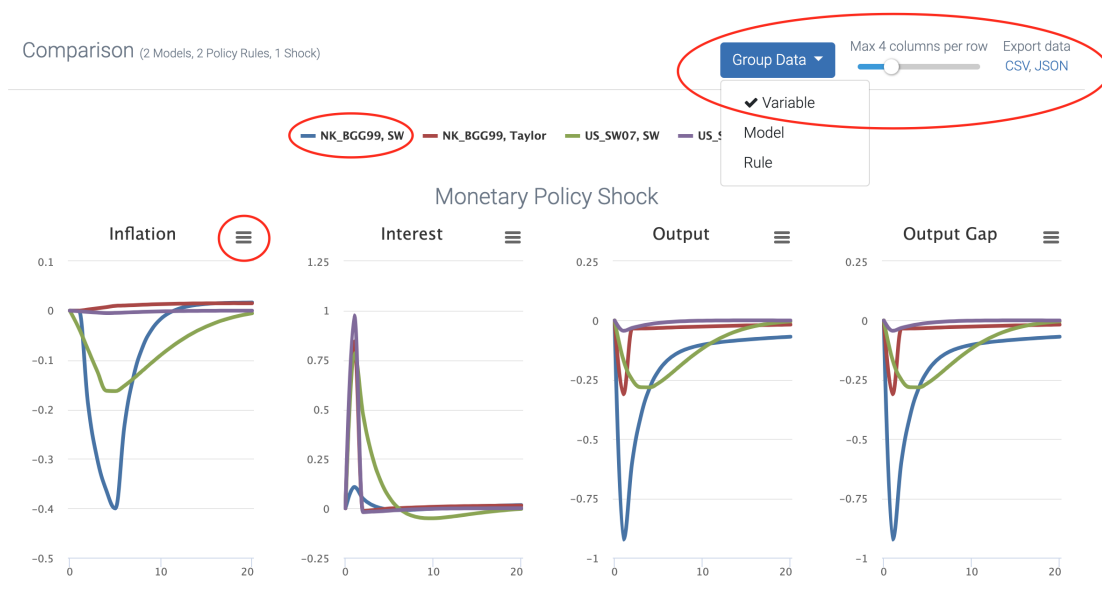 Comparison (2 Models, 2 Policy Rules, 1 Shock)
Group Data
Max 4 columns per row
Export data
CSV, JSON
Variable
Model
Rule
NK_BGG99, SW
NK_BGG99, Taylor
US_SW07, SW
US_S
Monetary Policy Shock
Inflation
Interest
Output
Output Gap
0.1
0
−0.1
−0.2
−0.3
−0.4
−0.5
0
10
20
1.25
1
0.75
0.5
0.25
0
−0.25
0
10
20
0.25
0
−0.25
−0.5
−0.75
−1
0
10
20
0.25
0
−0.25
−0.5
−0.75
−1
0
10
20